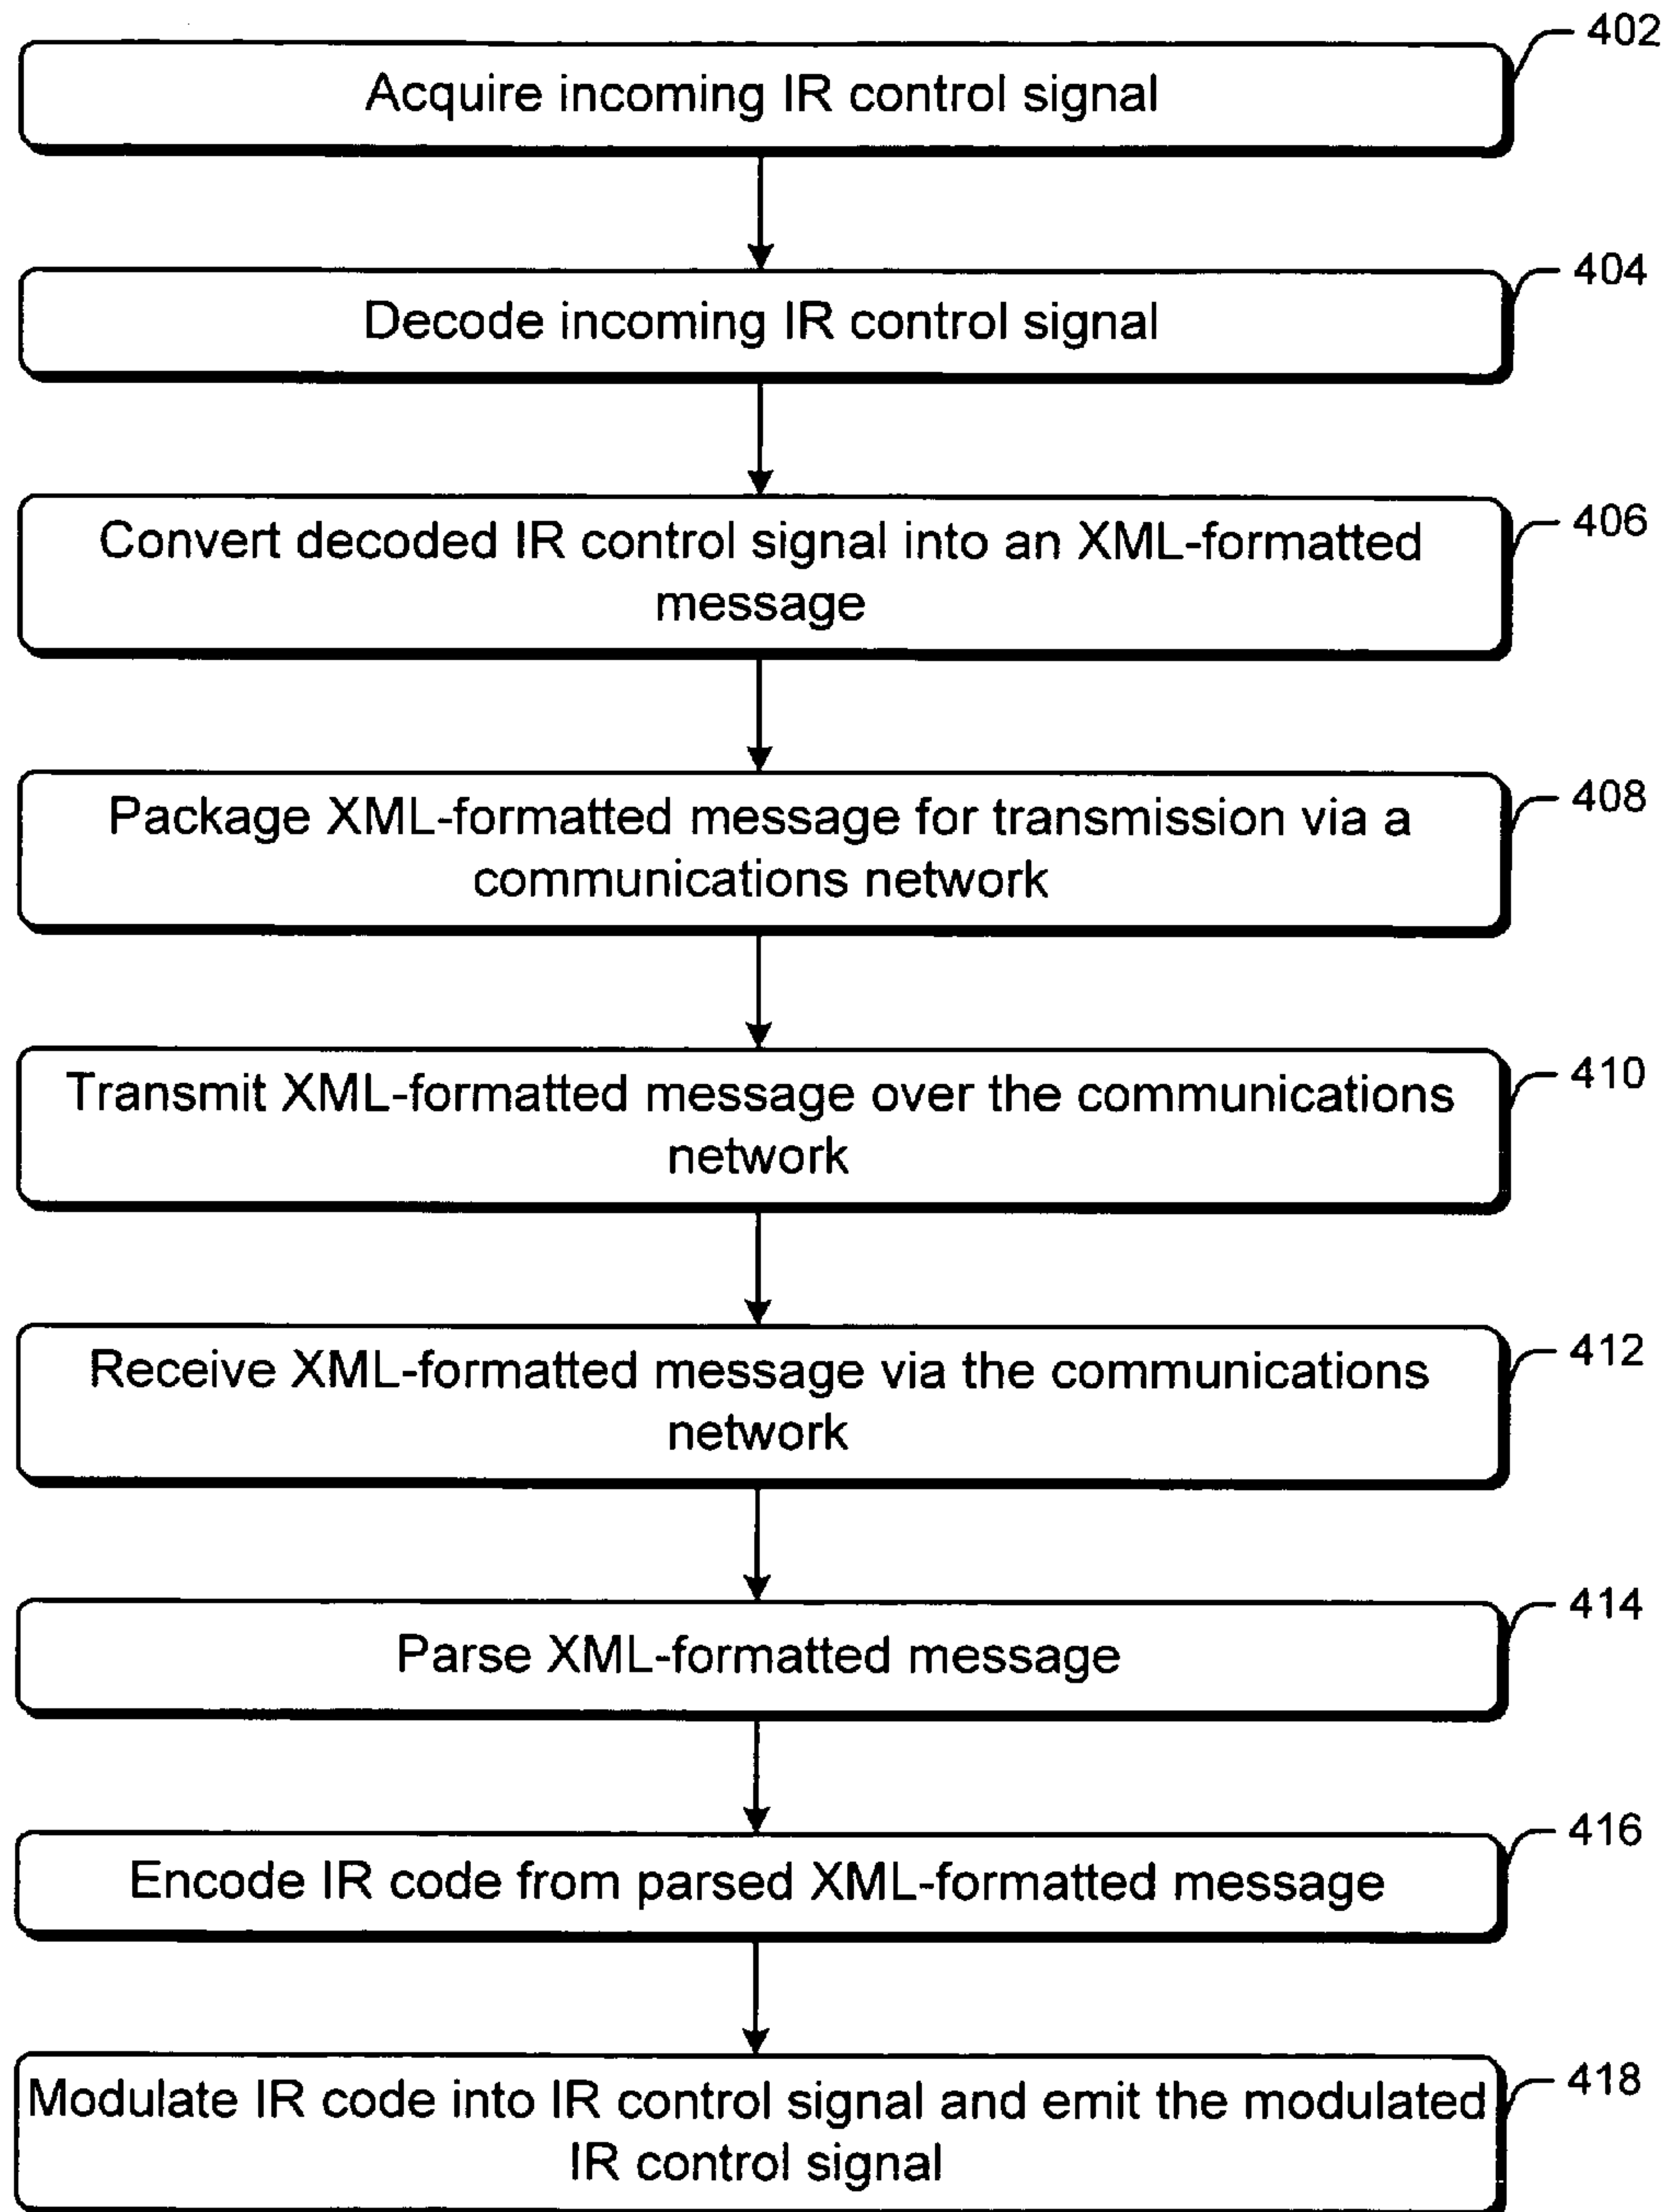 402
Acquire incoming IR control signal
404
Decode incoming IR control signal
406
Convert decoded IR control signal into an XML-formatted
message
408
Package XML-formatted message for transmission via a
communications network
410
Transmit XML-formatted message over the communications
network
412
Receive XML-formatted message via the communications
network
414
Parse XML-formatted message
416
Encode IR code from parsed XML-formatted message
418
Modulate IR code into IR control signal and emit the modulated
IR control signal